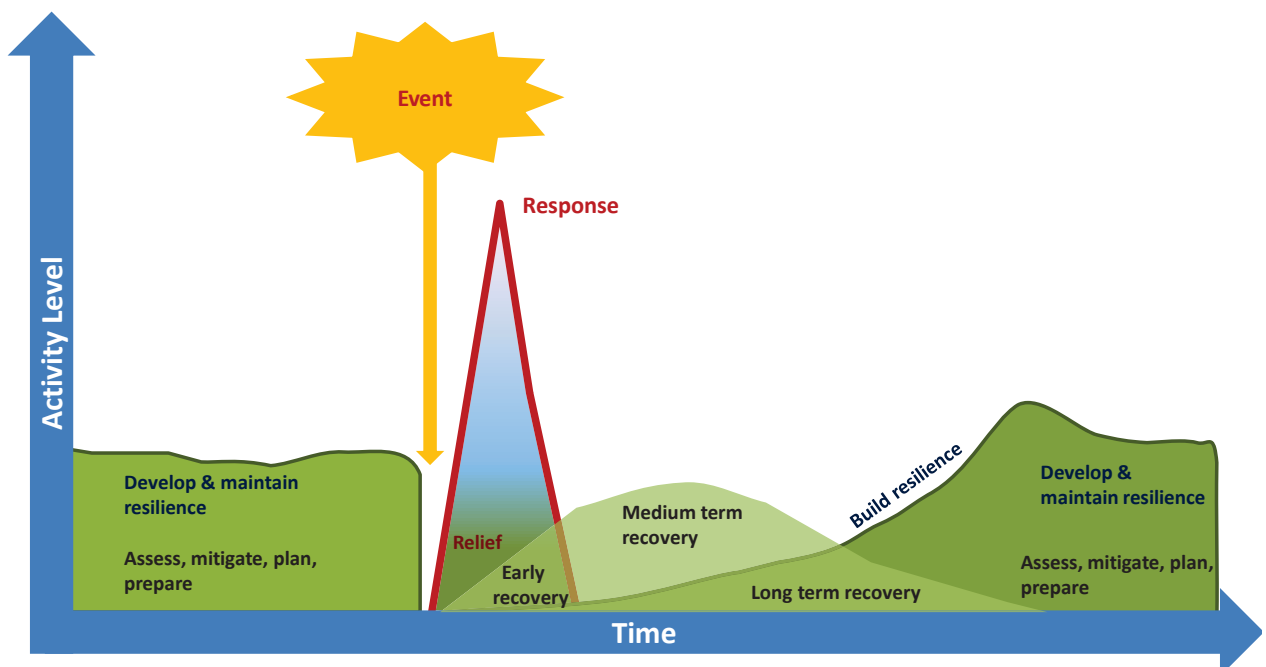 Activity Level
Event
Response
Develop & maintain
resilience
Assess, mitigate, plan,
prepare
Relief
Early
recovery
Medium term
recovery
Long term recovery
Build resilience
Develop &
maintain resilience
Assess, mitigate, plan,
prepare
Time